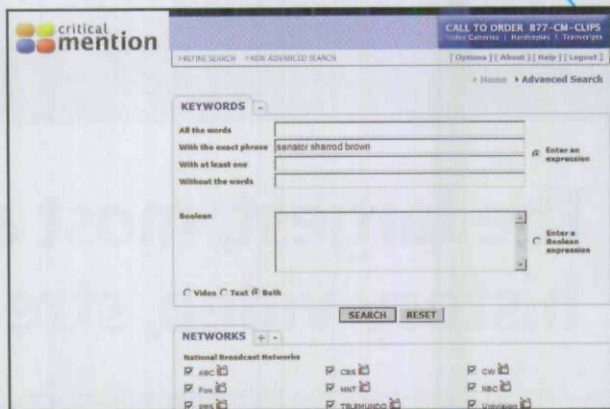 critical
mention
CALL TO ORDER 877-CM-CLIPS
Video Catteries | Hardcopies | Transcripts
>REFINE SEARCH >NEW ADVANCED SEARCH
[ Options ] [ About ] [ Help ] [ Logout ]
> Home > Advanced Search
KEYWORDS -
All the words
With the exact phrase senator sharrod brown
Enter an expression
With at least one
Without the words
Boolean
Enter a Boolean expression
Video Text Both
SEARCH RESET
NETWORKS + -
National Broadcast Networks
ABC CBS CW
Fox MNT NBC
PBS TELEMUNDO Univision